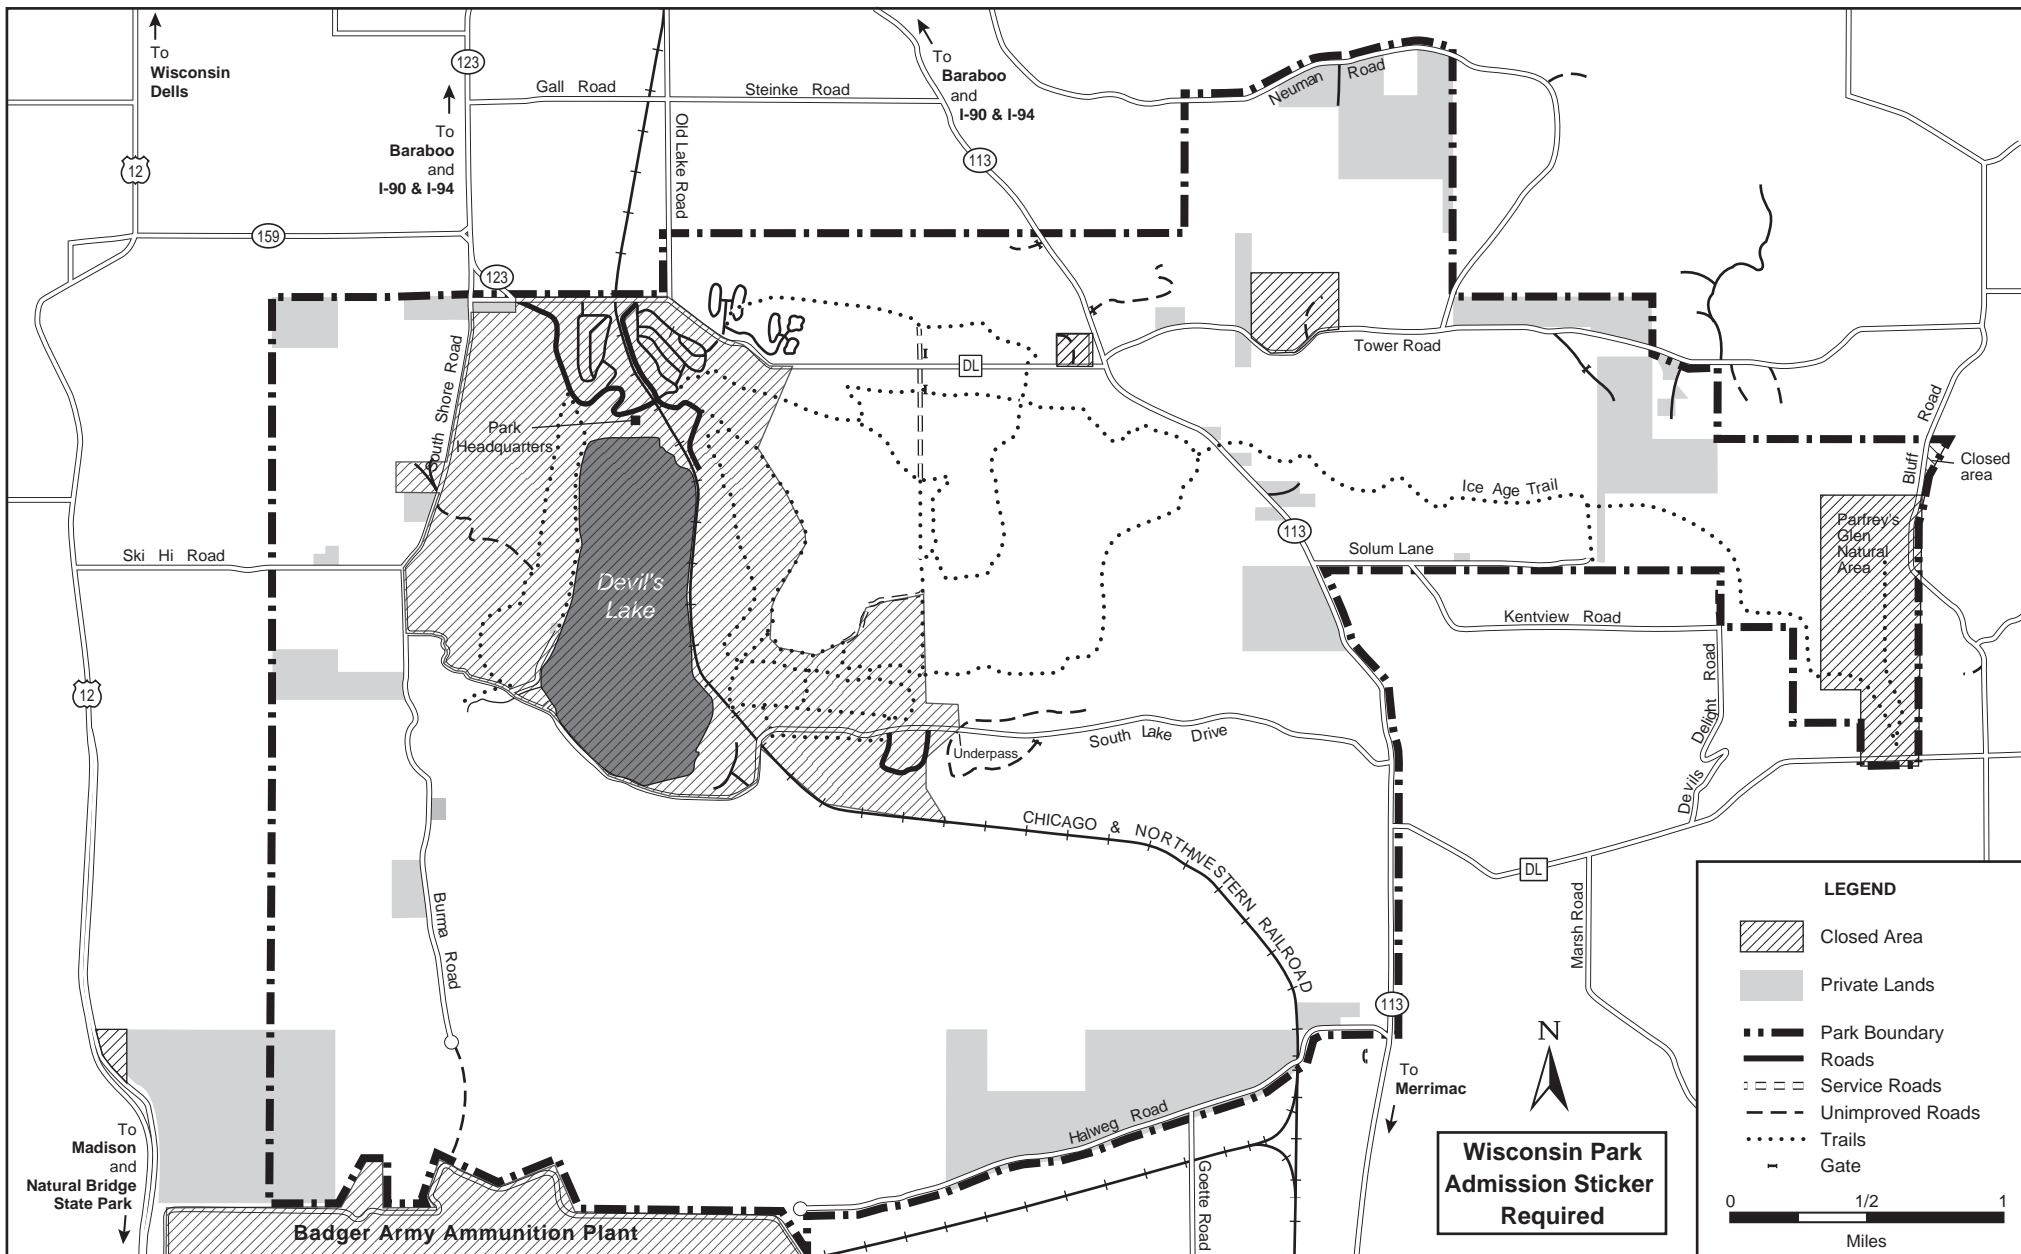 To
Wisconsin
Dells
123
To
Baraboo
and
I-90 & I-94
Gall Road
Steinke Road
Old Lake Road
To
Baraboo
and
I-90 & I-94
113
Neuman Road
12
159
123
South Shore Road
Park
Headquarters
DL
Tower Road
Bluff Road
Closed
area
Ice Age Trail
Parfrey's
Glen
Natural
Area
113
Solum Lane
Ski Hi Road
Devil's
Lake
Kentview Road
12
Devils Delight Road
South Lake Drive
Underpass
CHICAGO & NORTHWESTERN RAILROAD
DL
Burma Road
Marsh Road
113
To
Merrimac
Halweg Road
Goette Road
To
Madison
and
Natural Bridge
State Park
Badger Army Ammunition Plant
N
Wisconsin Park
Admission Sticker
Required
LEGEND
Closed Area
Private Lands
Park Boundary
Roads
Service Roads
Unimproved Roads
Trails
Gate
0 1/2 1
Miles